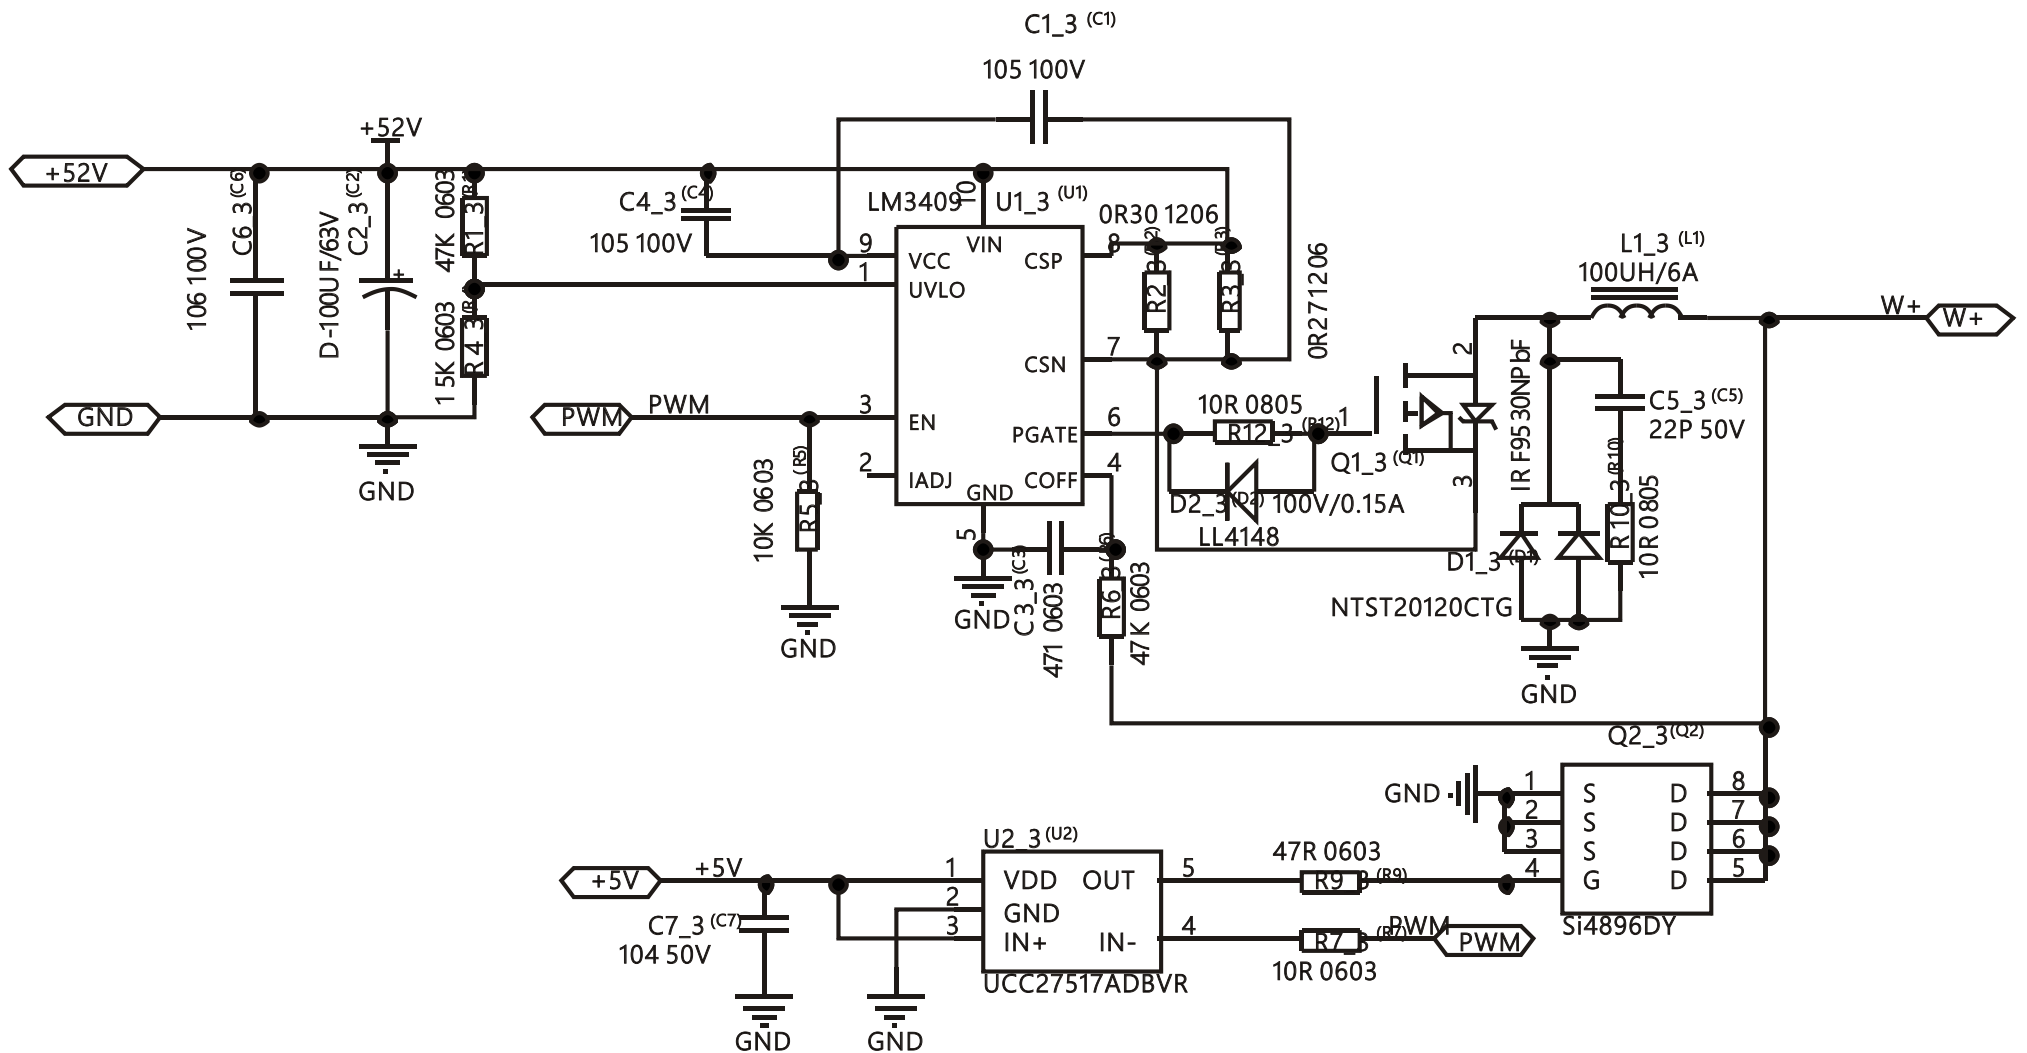 C1_3 (C1)
105 100V
+52V
+52V
C6_3 (C6)
106 100V
C2_3 (C2)
D-100UF/63V
+
47K 0603
R1_3
15K 0603
R4_3
C4_3 (C4)
105 100V
LM3409
10
U1_3 (U1)
VIN
9
VCC
1
UVLO
CSP
8
CSN
7
3
EN
PGATE
6
2
IADJ
COFF
4
GND
5
0R30 1206
R2
R3
0R27 1206
GND
GND
PWM
PWM
10K 0603
R5 (R5)
GND
GND
C3_3 (C3)
471 0603
R6_3 (R6)
47K 0603
10R 0805
R12_3 (R12)
1
D2_3 (D2)
100V/0.15A
LL4148
Q1_3 (Q1)
2
3
IRF9530NPbF
L1_3 (L1)
100UH/6A
W+
W+
C5_3 (C5)
22P 50V
R10_3 (R10)
10R 0805
D1_3 (D1)
NTST20120CTG
GND
Q2_3 (Q2)
GND
1
S
D
8
2
S
D
7
3
S
D
6
4
G
D
5
Si4896DY
U2_3 (U2)
+5V
+5V
1
VDD
OUT
5
2
GND
3
IN+
IN-
4
UCC27517ADBVR
C7_3 (C7)
104 50V
GND
GND
47R 0603
R9_3 (R9)
R7_3 (R7)
10R 0603
PWM
PWM